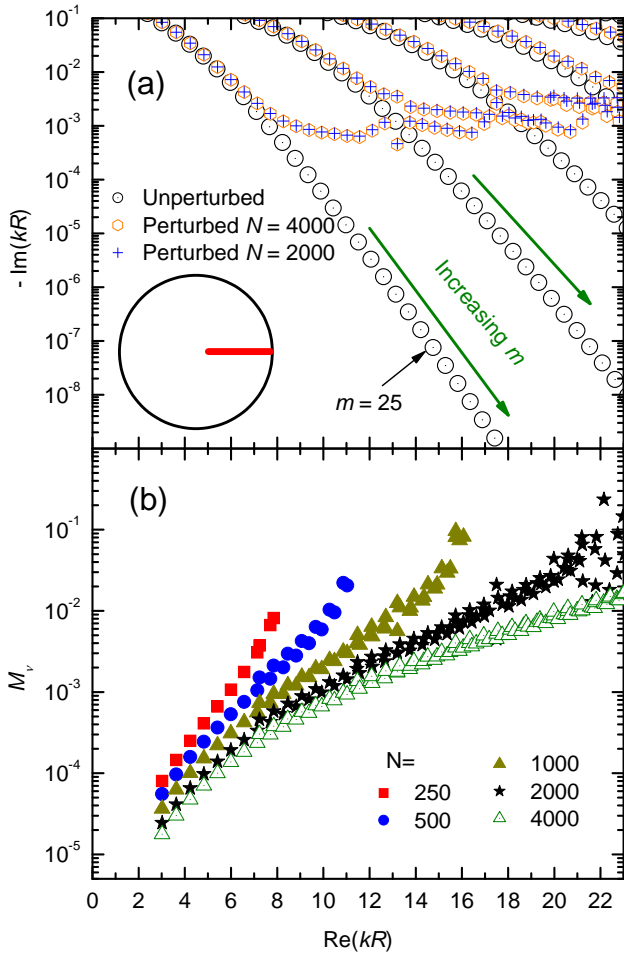 10^-1
10^-2
10^-3
10^-4
10^-5
10^-6
10^-7
10^-8
- Im(kR)
(a)
Unperturbed
Perturbed N = 4000
Perturbed N = 2000
Increasing m
m = 25
(b)
10^-1
10^-2
10^-3
10^-4
10^-5
M_ν
N=
250
500
1000
2000
4000
0 2 4 6 8 10 12 14 16 18 20 22
Re(kR)